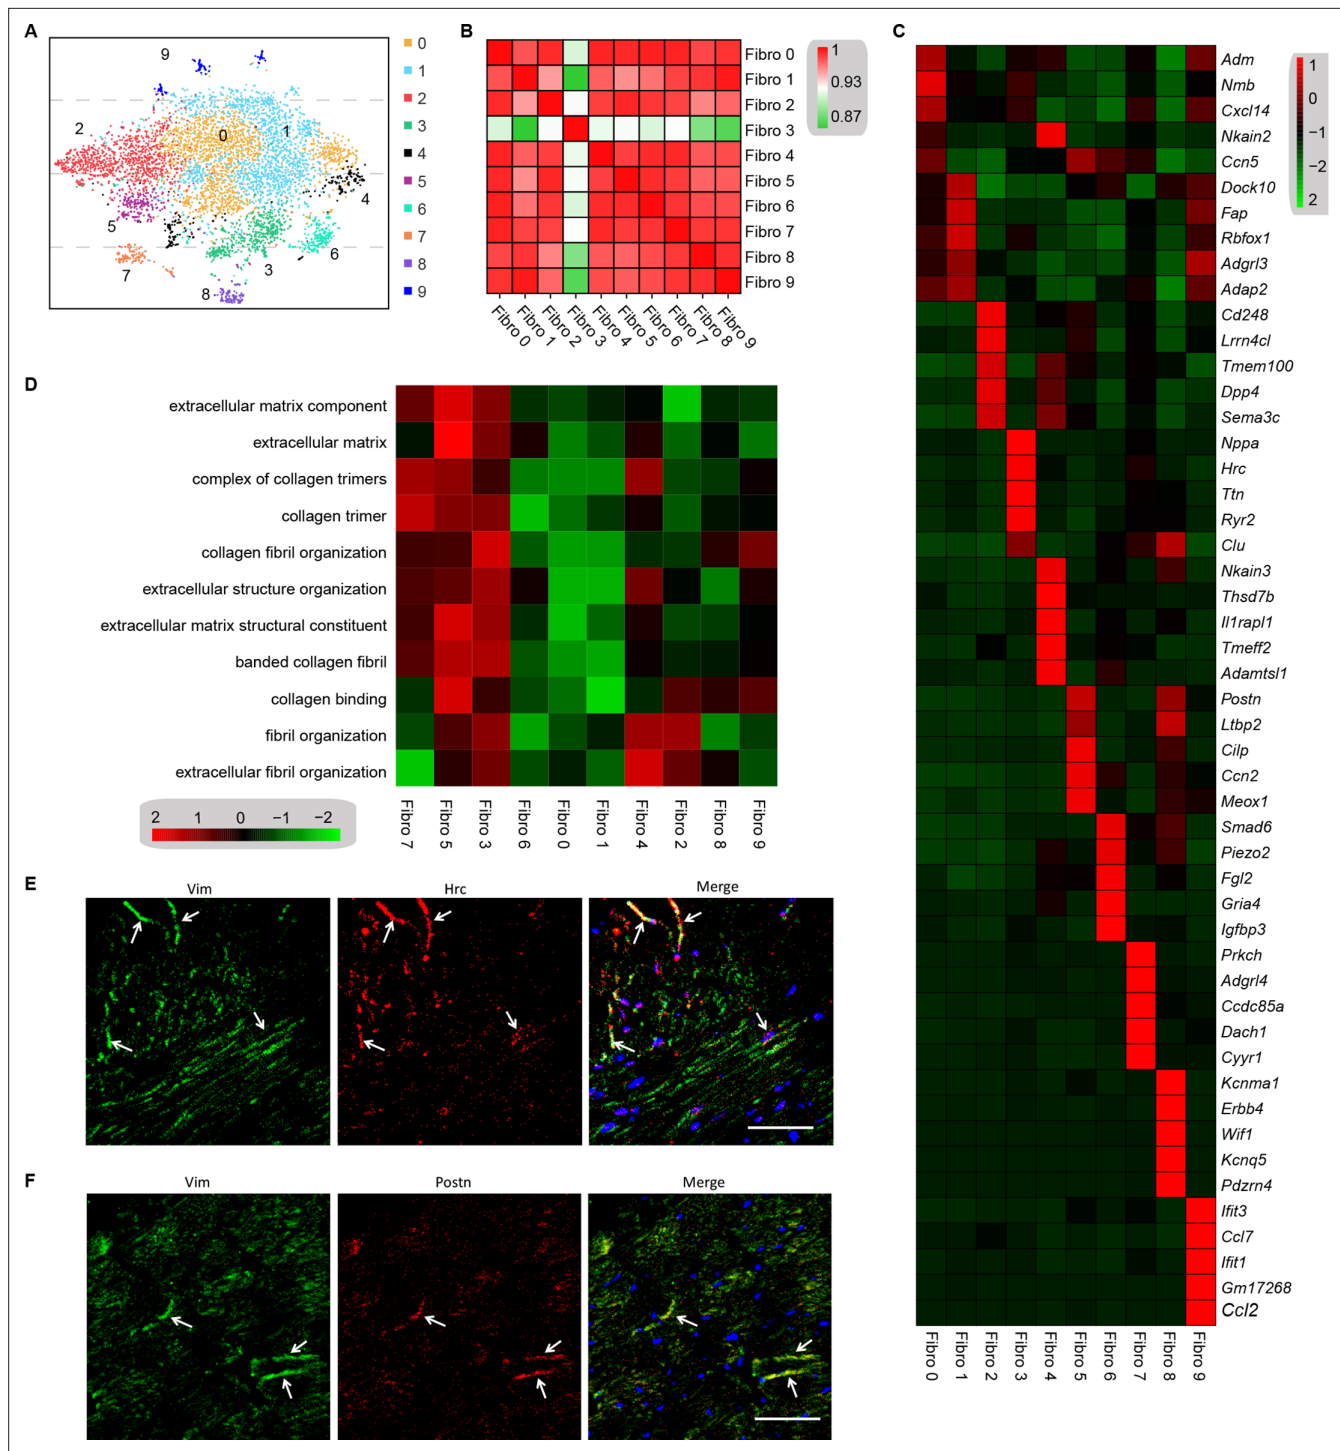 A
9
2
0
1
4
5
3
6
7
8
0
1
2
3
4
5
6
7
8
9
B
Fibro 0
Fibro 1
Fibro 2
Fibro 3
Fibro 4
Fibro 5
Fibro 6
Fibro 7
Fibro 8
Fibro 9
Fibro 0
Fibro 1
Fibro 2
Fibro 3
Fibro 4
Fibro 5
Fibro 6
Fibro 7
Fibro 8
Fibro 9
1
0.93
0.87
C
Adm
Nmb
Cxcl14
Nkain2
Ccn5
Dock10
Fap
Rbfox1
Adgrl3
Adap2
Cd248
Lrrn4cl
Tmem100
Dpp4
Sema3c
Nppa
Hrc
Ttn
Ryr2
Clu
Nkain3
Thsd7b
Il1rapl1
Tmeff2
Adamtsl1
Postn
Ltbp2
Cilp
Ccn2
Meox1
Smad6
Piezo2
Fgl2
Gria4
Igfbp3
Prkch
Adgrl4
Ccdc85a
Dach1
Cyyr1
Kcnma1
Erbb4
Wif1
Kcnq5
Pdzrn4
Ifit3
Ccl7
Ifit1
Gm17268
Ccl2
Fibro 0
Fibro 1
Fibro 2
Fibro 3
Fibro 4
Fibro 5
Fibro 6
Fibro 7
Fibro 8
Fibro 9
1
0
−1
−2
2
D
extracellular matrix component
extracellular matrix
complex of collagen trimers
collagen trimer
collagen fibril organization
extracellular structure organization
extracellular matrix structural constituent
banded collagen fibril
collagen binding
fibril organization
extracellular fibril organization
2 1 0 −1 −2
Fibro 7
Fibro 5
Fibro 3
Fibro 6
Fibro 0
Fibro 1
Fibro 4
Fibro 2
Fibro 8
Fibro 9
E
Vim
Hrc
Merge
F
Vim
Postn
Merge